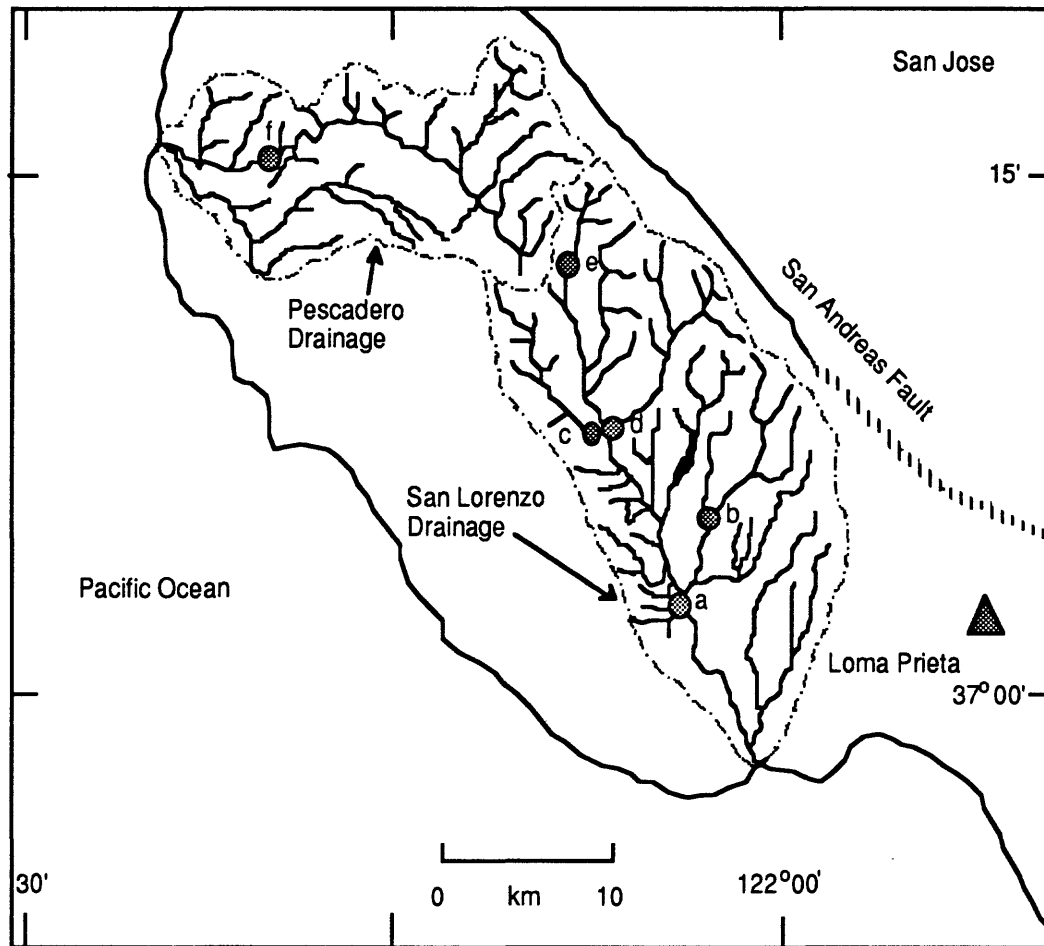 San Jose
f
15'
e
San Andreas Fault
Pescadero
Drainage
c
d
San Lorenzo
Drainage
b
Pacific Ocean
a
Loma Prieta
37° 00'
30'
0 km 10
122°00'